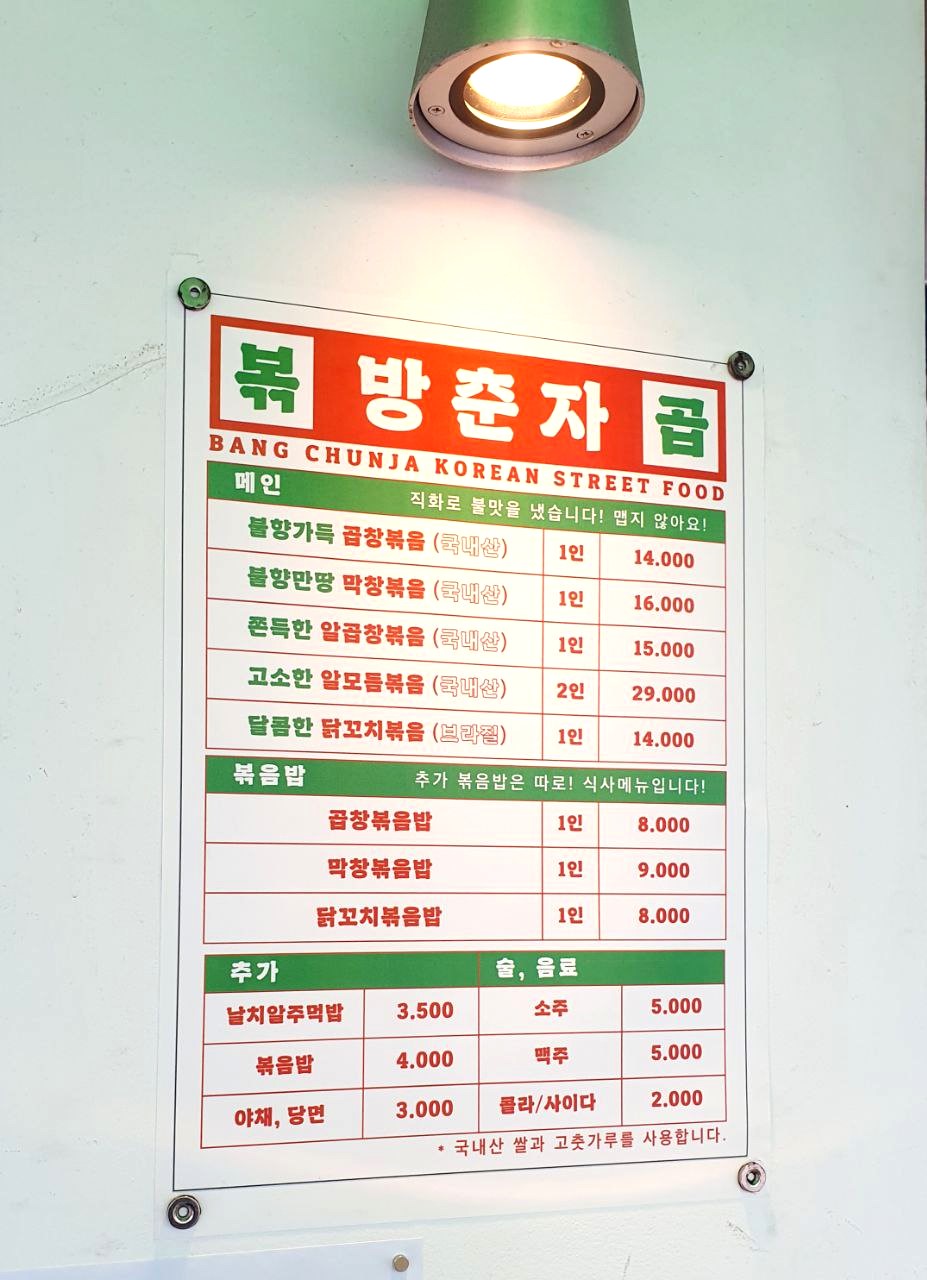 볶 방춘자 곱
BANG CHUNJA KOREAN STREET FOOD
메인 직화로 불맛을 냈습니다! 맵지 않아요!
불향가득 곱창볶음 (국내산) 1인 14.000
불향만땅 막창볶음 (국내산) 1인 16.000
쫀득한 알곱창볶음 (국내산) 1인 15.000
고소한 알모듬볶음 (국내산) 2인 29.000
달콤한 닭꼬치볶음 (브라질) 1인 14.000
볶음밥 추가 볶음밥은 따로! 식사메뉴입니다!
곱창볶음밥 1인 8.000
막창볶음밥 1인 9.000
닭꼬치볶음밥 1인 8.000
추가 술, 음료
날치알주먹밥 3.500 소주 5.000
볶음밥 4.000 맥주 5.000
야채, 당면 3.000 콜라/사이다 2.000
* 국내산 쌀과 고춧가루를 사용합니다.